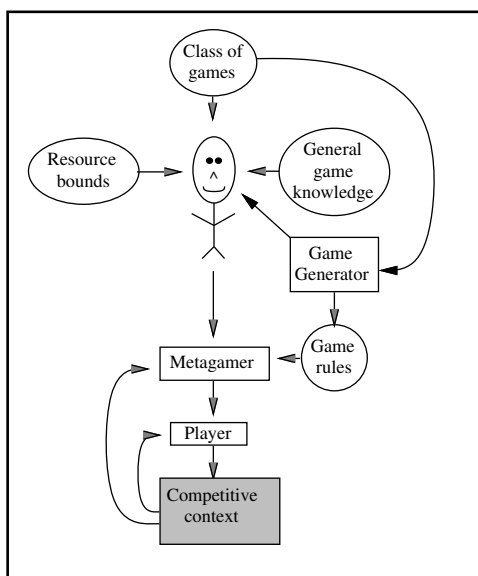 Class of
games
Resource
bounds
General
game
knowledge
Game
Generator
Metagamer
Game
rules
Player
Competitive
context